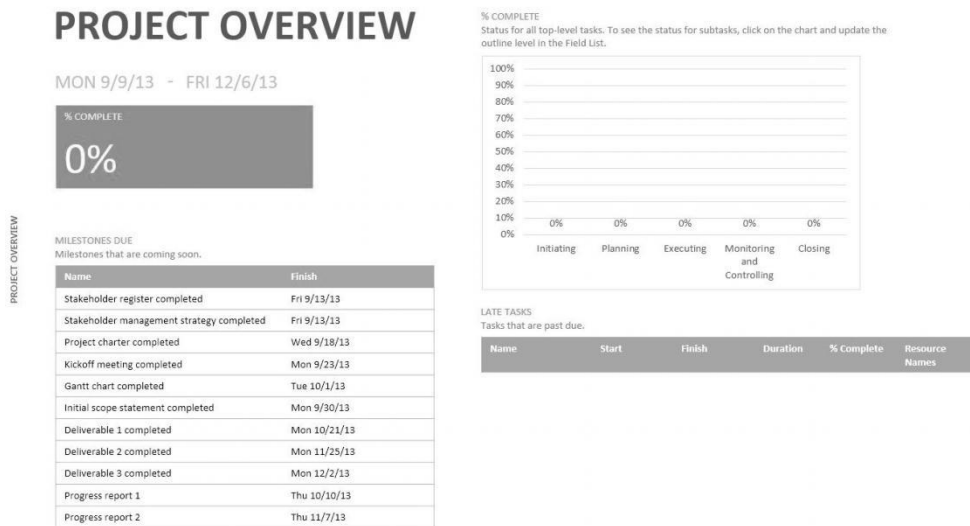 PROJECT OVERVIEW
MON 9/9/13 - FRI 12/6/13
% COMPLETE
0%
PROJECT OVERVIEW
MILESTONES DUE
Milestones that are coming soon.
Name Finish
Stakeholder register completed Fri 9/13/13
Stakeholder management strategy completed Fri 9/13/13
Project charter completed Wed 9/18/13
Kickoff meeting completed Mon 9/23/13
Gantt chart completed Tue 10/1/13
Initial scope statement completed Mon 9/30/13
Deliverable 1 completed Mon 10/21/13
Deliverable 2 completed Mon 11/25/13
Deliverable 3 completed Mon 12/2/13
Progress report 1 Thu 10/10/13
Progress report 2 Thu 11/7/13
% COMPLETE
Status for all top-level tasks. To see the status for subtasks, click on the chart and update the
outline level in the Field List.
100%
90%
80%
70%
60%
50%
40%
30%
20%
10%
0%
0% 0% 0% 0% 0%
Initiating Planning Executing Monitoring Closing
and
Controlling
LATE TASKS
Tasks that are past due.
Name Start Finish Duration % Complete Resource
Names